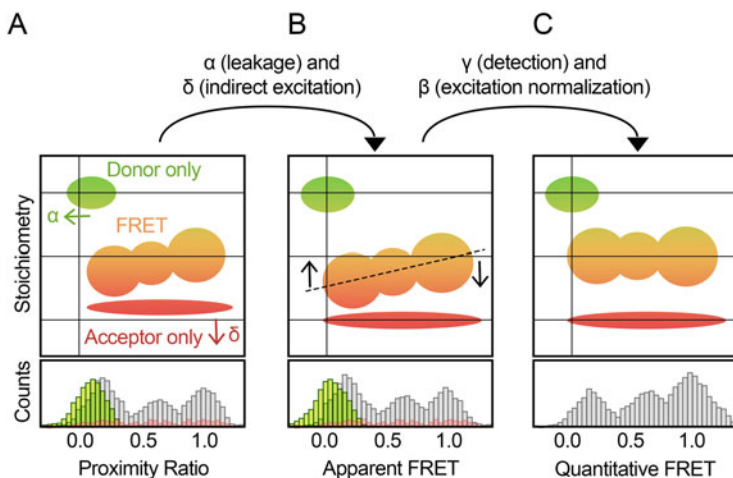 A
B
C
α (leakage) and
δ (indirect excitation)
γ (detection) and
β (excitation normalization)
Stoichiometry
Donor only
α
FRET
Acceptor only
δ
Counts
0.0 0.5 1.0
0.0 0.5 1.0
0.0 0.5 1.0
Proximity Ratio
Apparent FRET
Quantitative FRET